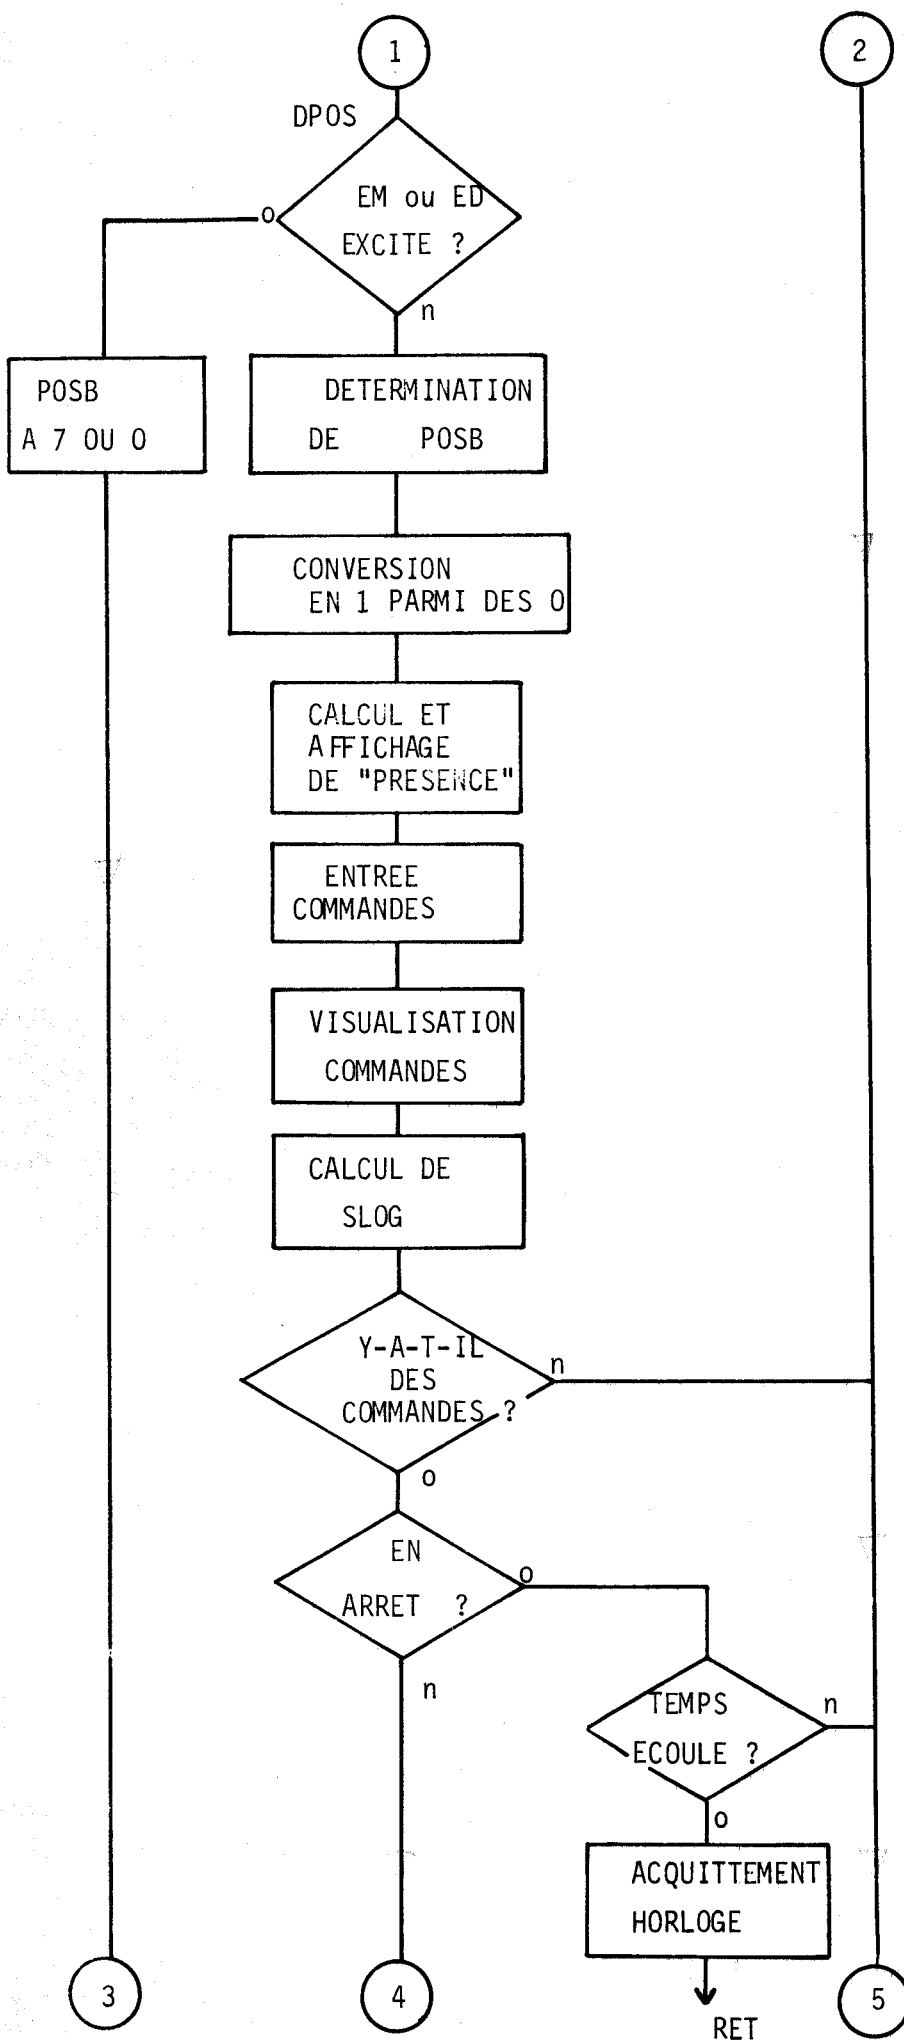 1
2
DPOS
EM ou ED
o
EXCITE ?
n
POSB
A 7 OU 0
DETERMINATION
DE POSB
CONVERSION
EN 1 PARMI DES 0
CALCUL ET
AFFICHAGE
DE "PRESENCE"
ENTREE
COMMANDES
VISUALISATION
COMMANDES
CALCUL DE
SLOG
Y-A-T-IL
n
DES
COMMANDES ?
o
EN
o
ARRET ?
n
TEMPS
n
ECOULE ?
o
ACQUITTEMENT
HORLOGE
3
4
5
RET